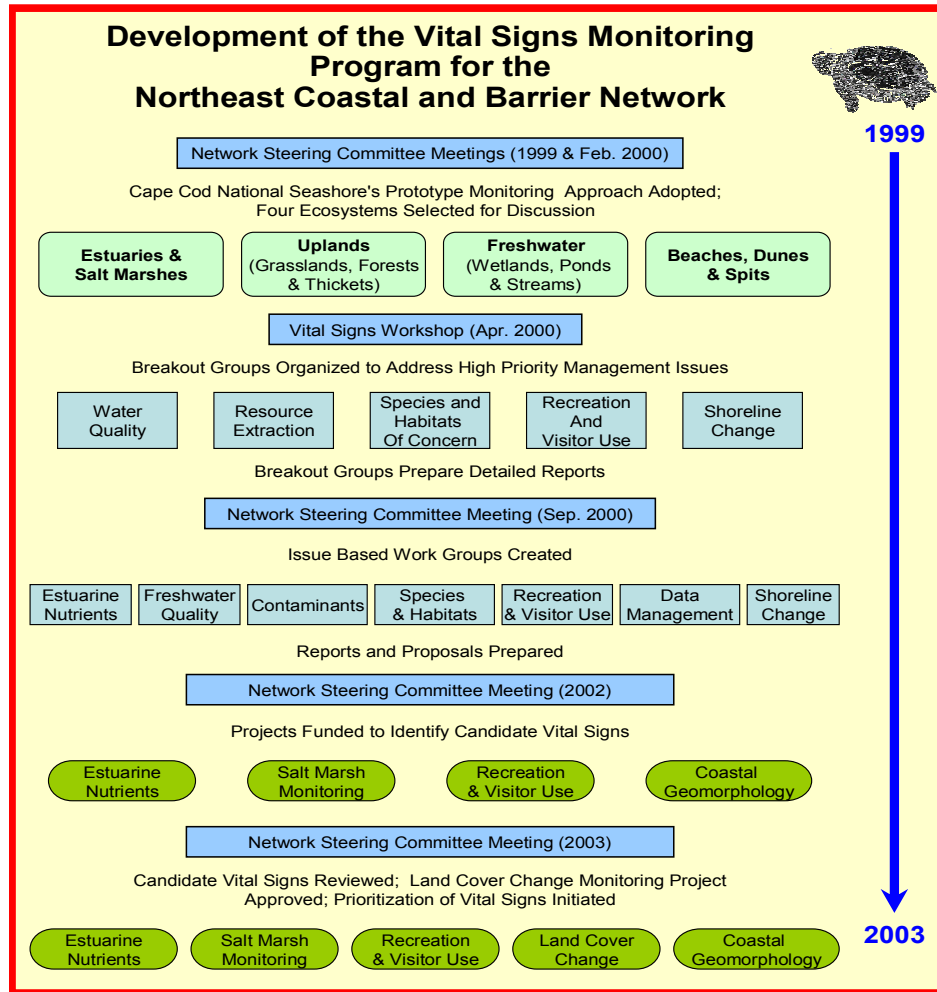 Development of the Vital Signs Monitoring
Program for the
Northeast Coastal and Barrier Network
1999
Network Steering Committee Meetings (1999 & Feb. 2000)
Cape Cod National Seashore's Prototype Monitoring Approach Adopted;
Four Ecosystems Selected for Discussion
Estuaries &
Salt Marshes
Uplands
(Grasslands, Forests
& Thickets)
Freshwater
(Wetlands, Ponds
& Streams)
Beaches, Dunes
& Spits
Vital Signs Workshop (Apr. 2000)
Breakout Groups Organized to Address High Priority Management Issues
Water
Quality
Resource
Extraction
Species and
Habitats
Of Concern
Recreation
And
Visitor Use
Shoreline
Change
Breakout Groups Prepare Detailed Reports
Network Steering Committee Meeting (Sep. 2000)
Issue Based Work Groups Created
Estuarine
Nutrients
Freshwater
Quality
Contaminants
Species
& Habitats
Recreation
& Visitor Use
Data
Management
Shoreline
Change
Reports and Proposals Prepared
Network Steering Committee Meeting (2002)
Projects Funded to Identify Candidate Vital Signs
Estuarine
Nutrients
Salt Marsh
Monitoring
Recreation
& Visitor Use
Coastal
Geomorphology
Network Steering Committee Meeting (2003)
Candidate Vital Signs Reviewed; Land Cover Change Monitoring Project
Approved; Prioritization of Vital Signs Initiated
Estuarine
Nutrients
Salt Marsh
Monitoring
Recreation
& Visitor Use
Land Cover
Change
Coastal
Geomorphology
2003